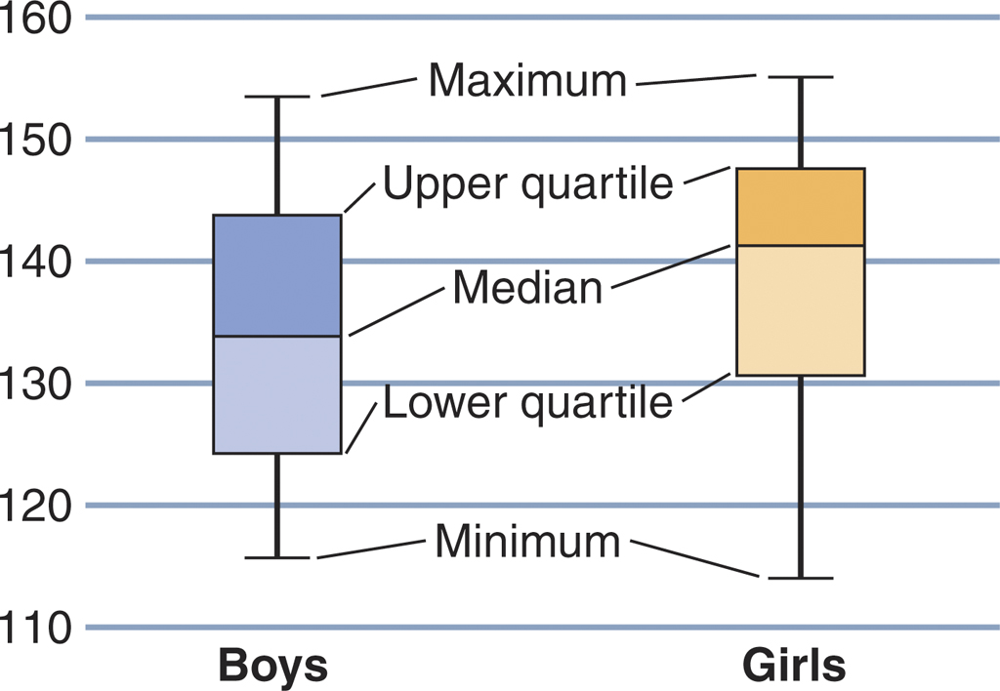 160
Maximum
150
Upper quartile
140
Median
130
Lower quartile
120
Minimum
110
Boys Girls